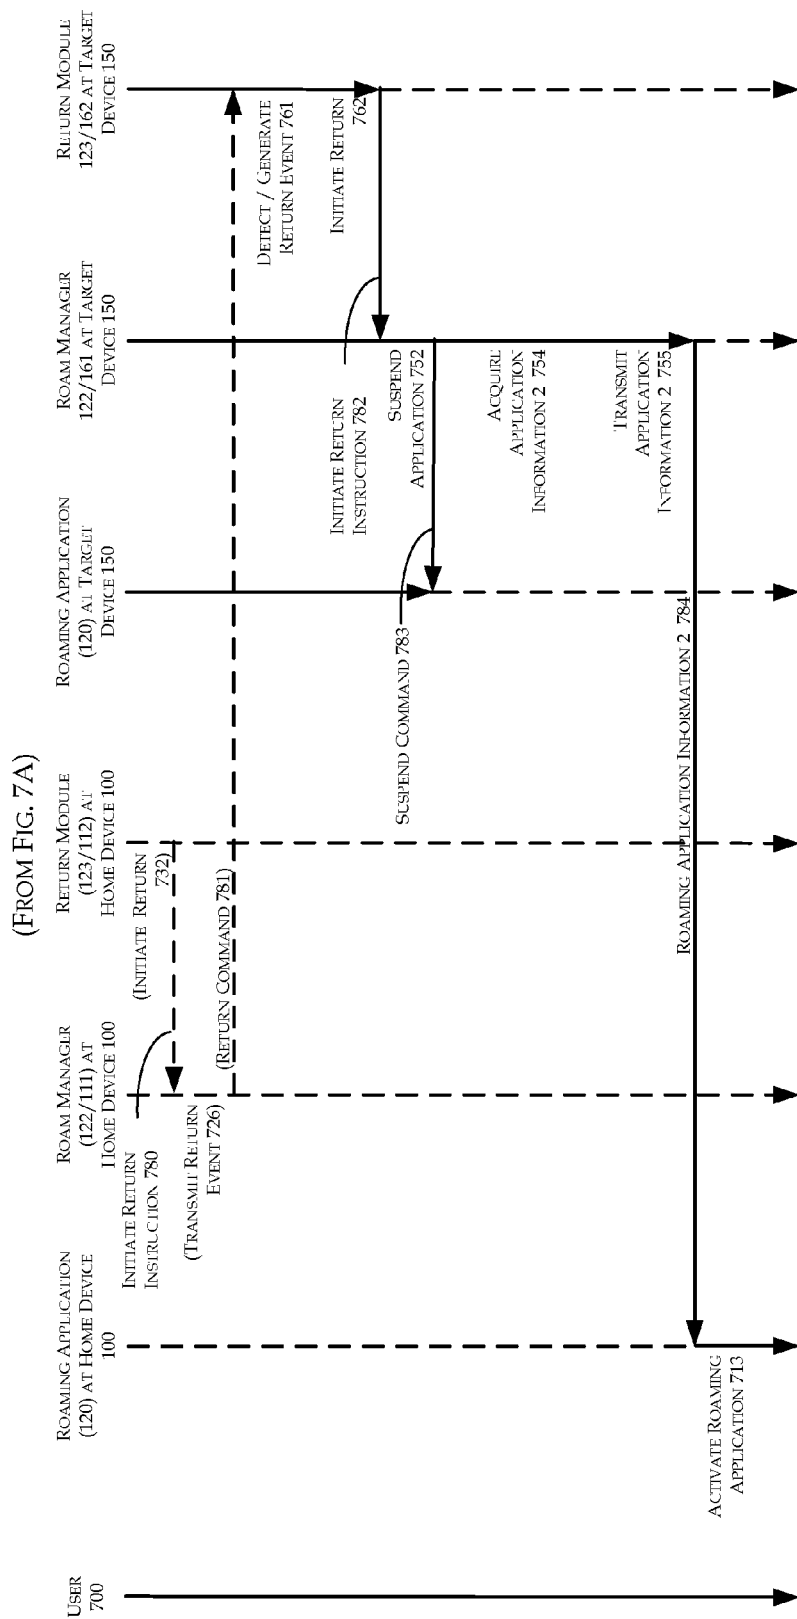 (FROM FIG. 7A)
USER
700
ROAMING APPLICATION
(120) AT HOME DEVICE
100
ROAM MANAGER
(122/111) AT
HOME DEVICE 100
RETURN MODULE
(123/112) AT
HOME DEVICE 100
ROAMING APPLICATION
(120) AT TARGET
DEVICE 150
ROAM MANAGER
122/161 AT TARGET
DEVICE 150
RETURN MODULE
123/162 AT TARGET
DEVICE 150
INITIATE RETURN
INSTRUCTION 780
(INITIATE RETURN
732)
(TRANSMIT RETURN
EVENT 726)
(RETURN COMMAND 781)
DETECT / GENERATE
RETURN EVENT 761
INITIATE RETURN
762
INITIATE RETURN
INSTRUCTION 782
SUSPEND
APPLICATION 752
SUSPEND COMMAND 783
ACQUIRE
APPLICATION
INFORMATION 2 754
TRANSMIT
APPLICATION
INFORMATION 2 755
ROAMING APPLICATION INFORMATION 2 784
ACTIVATE ROAMING
APPLICATION 713